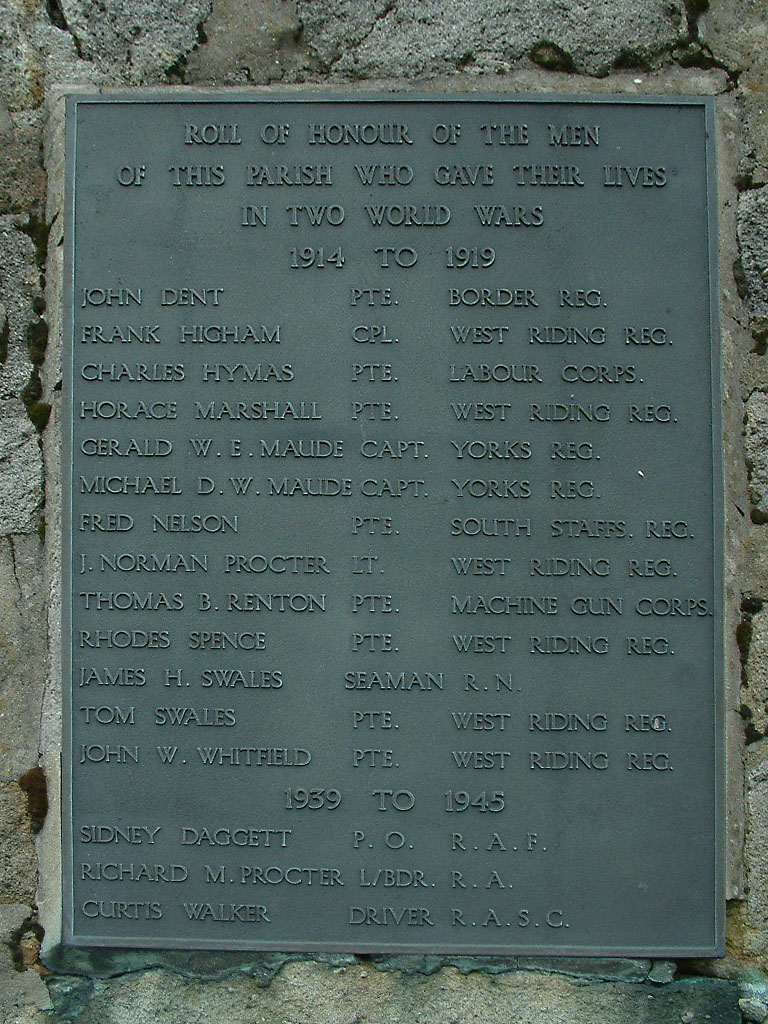 ROLL OF HONOUR OF THE MEN
OF THIS PARISH WHO GAVE THEIR LIVES
IN TWO WORLD WARS
1914 TO 1919
JOHN DENT PTE. BORDER REG.
FRANK HIGHAM CPL. WEST RIDING REG.
CHARLES HYMAS PTE. LABOUR CORPS.
HORACE MARSHALL PTE. WEST RIDING REG.
GERALD W. E. MAUDE CAPT. YORKS REG.
MICHAEL D. W. MAUDE CAPT. YORKS REG.
FRED NELSON PTE. SOUTH STAFFS. REG.
J. NORMAN PROCTER LT. WEST RIDING REG.
THOMAS B. RENTON PTE. MACHINE GUN CORPS.
RHODES SPENCE PTE. WEST RIDING REG.
JAMES H. SWALES SEAMAN R. N.
TOM SWALES PTE. WEST RIDING REG.
JOHN W. WHITFIELD PTE. WEST RIDING REG.
1939 TO 1945
SIDNEY DAGGETT P. O. R. A. F.
RICHARD M. PROCTER L/BDR. R. A.
CURTIS WALKER DRIVER R. A. S. C.